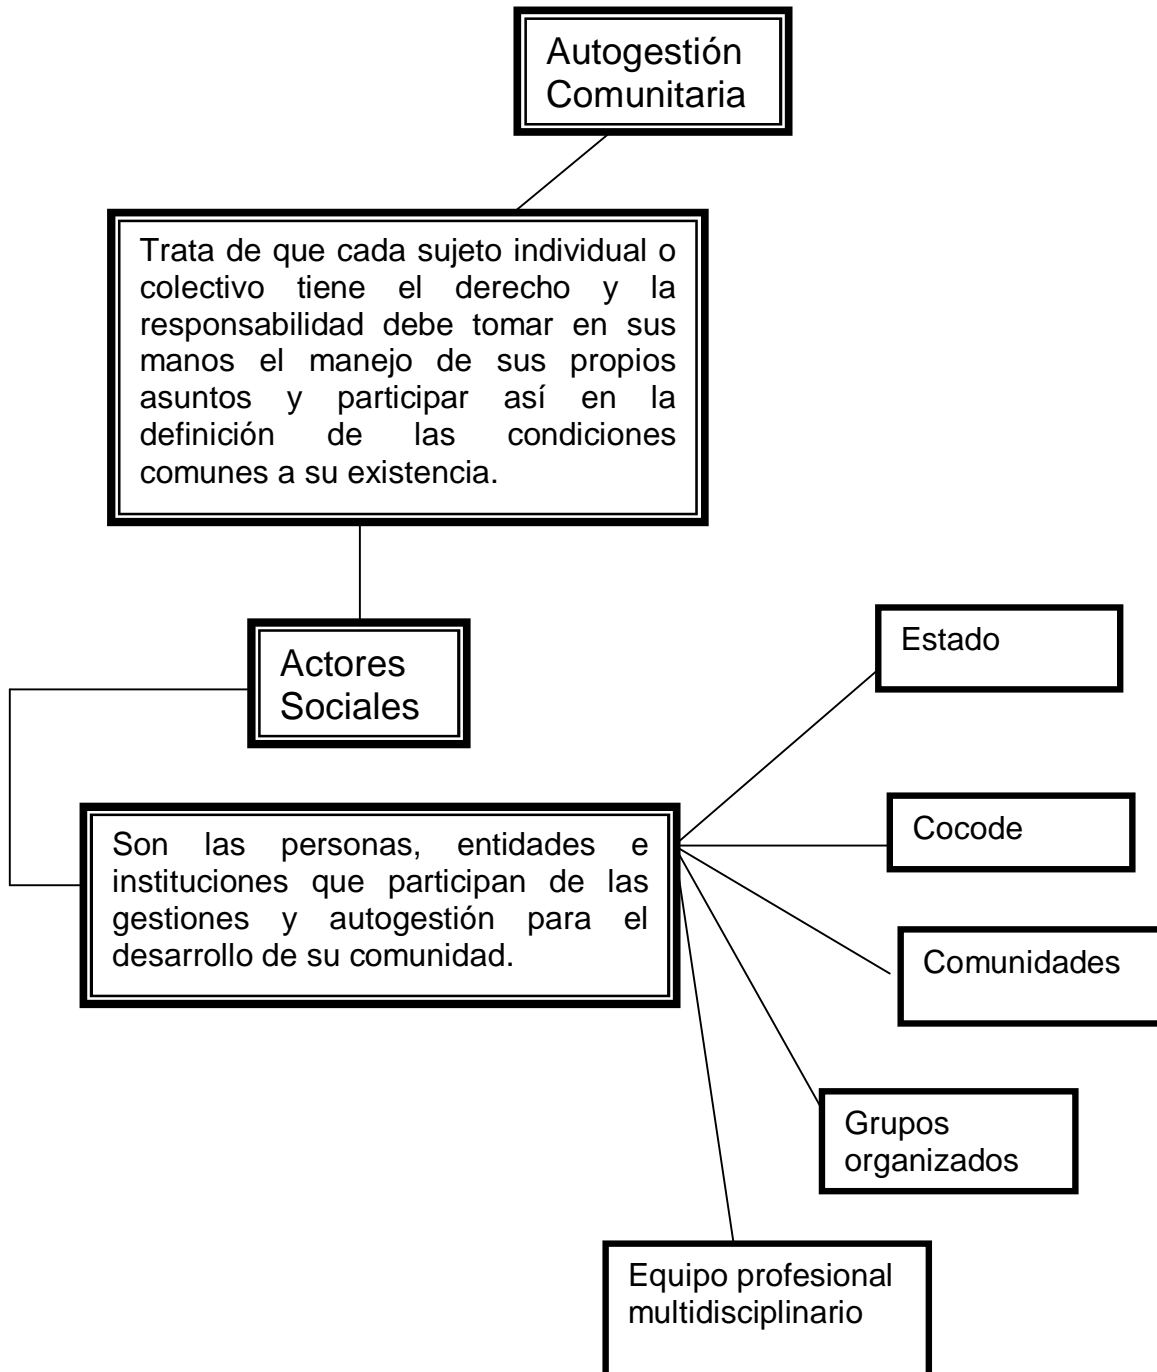 Autogestión
Comunitaria
Trata de que cada sujeto individual o
colectivo tiene el derecho y la
responsabilidad debe tomar en sus
manos el manejo de sus propios
asuntos y participar así en la
definición de las condiciones
comunes a su existencia.
Actores
Sociales
Son las personas, entidades e
instituciones que participan de las
gestiones y autogestión para el
desarrollo de su comunidad.
Estado
Cocode
Comunidades
Grupos
organizados
Equipo profesional
multidisciplinario